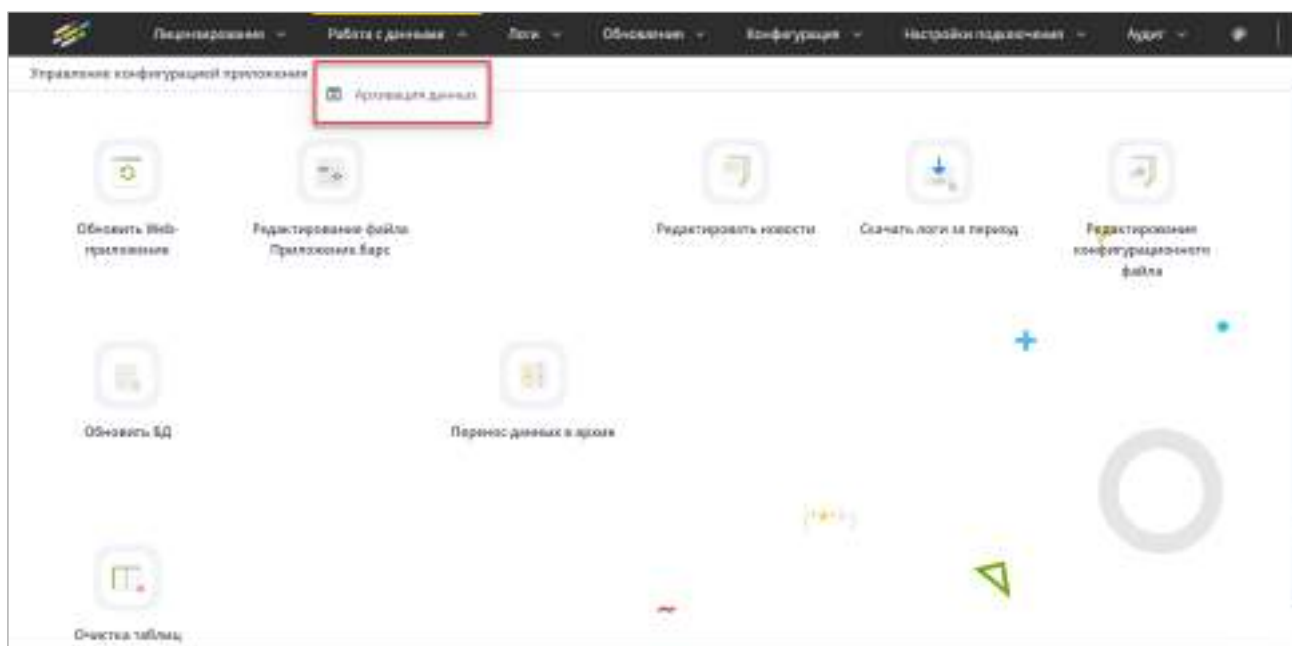 Лицензирование
Работа с данными
Логи
Обновление
Конфигурация
Настройки подключения
Аудит
Управление конфигурацией приложения
Архивация данных
Обновить Web-
приложение
Редактирование файла
Приложения.барс
Редактировать новости
Скачать логи за период
Редактирование
конфигурационного
файла
Обновить БД
Перенос данных в архив
Очистка таблиц